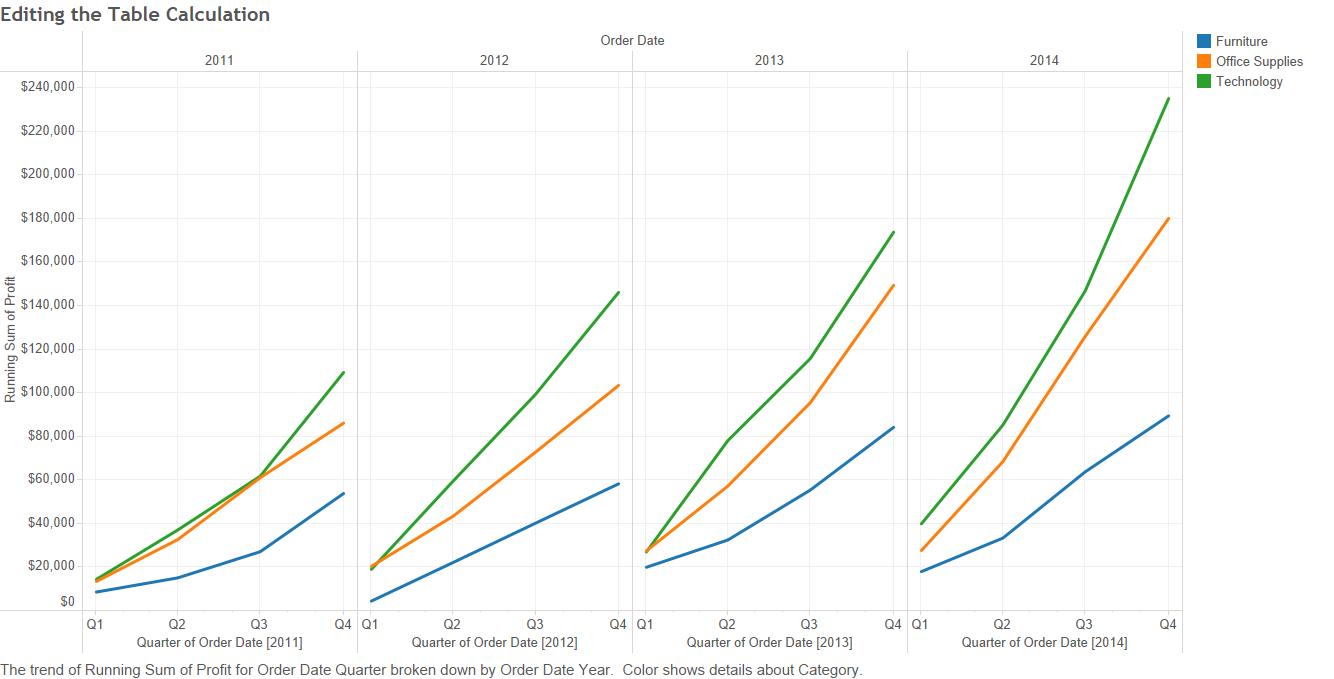 Editing the Table Calculation
Order Date
2011 2012 2013 2014
Furniture
Office Supplies
Technology
Running Sum of Profit
$240,000
$220,000
$200,000
$180,000
$160,000
$140,000
$120,000
$100,000
$80,000
$60,000
$40,000
$20,000
$0
Q1 Q2 Q3 Q4 Q1 Q2 Q3 Q4 Q1 Q2 Q3 Q4 Q1 Q2 Q3 Q4
Quarter of Order Date [2011] Quarter of Order Date [2012] Quarter of Order Date [2013] Quarter of Order Date [2014]
The trend of Running Sum of Profit for Order Date Quarter broken down by Order Date Year.  Color shows details about Category.